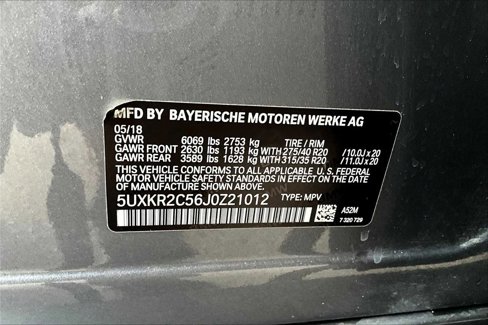 MFD BY BAYERISCHE MOTOREN WERKE AG
05/18
GVWR 6069 lbs 2753 kg TIRE / RIM
GAWR FRONT 2630 lbs 1193 kg WITH 275/40 R20 /10.0J x 20
GAWR REAR 3589 lbs 1628 kg WITH 315/35 R20 /11.0J x 20
THIS VEHICLE CONFORMS TO ALL APPLICABLE FEDERAL MOTOR VEHICLE
SAFETY STANDARDS IN EFFECT ON THE DATE OF MANUFACTURE SHOWN ABOVE.
5UXKR2C56J0Z21012 TYPE: MPV
A52M
7 320 729